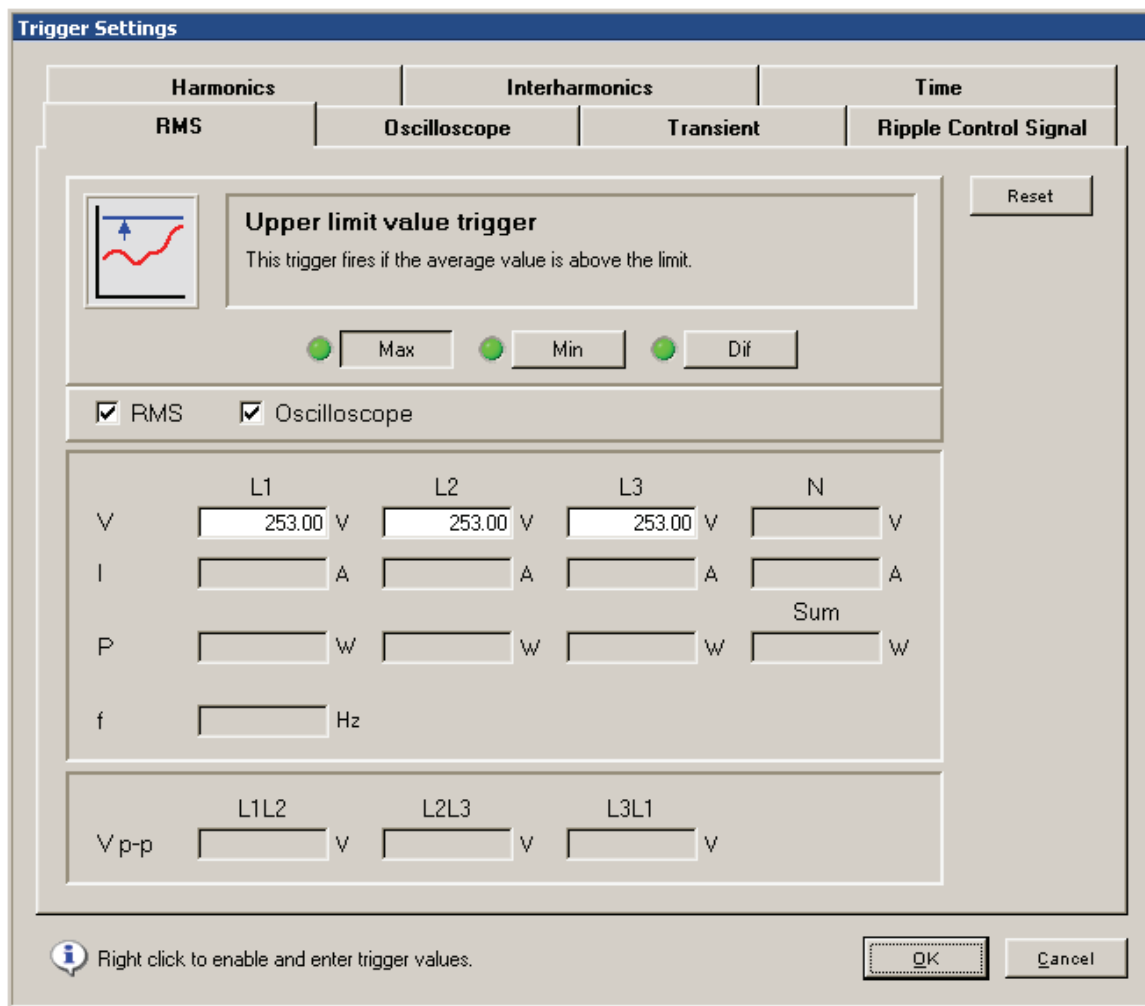 Trigger Settings
Harmonics Interharmonics Time
RMS Oscilloscope Transient Ripple Control Signal
Reset
Upper limit value trigger
This trigger fires if the average value is above the limit.
Max Min Dif
RMS Oscilloscope
L1 L2 L3 N
V 253.00 V 253.00 V 253.00 V V
I A A A A
Sum
P W W W W
f Hz
L1L2 L2L3 L3L1
V p-p V V V
Right click to enable and enter trigger values.
OK Cancel